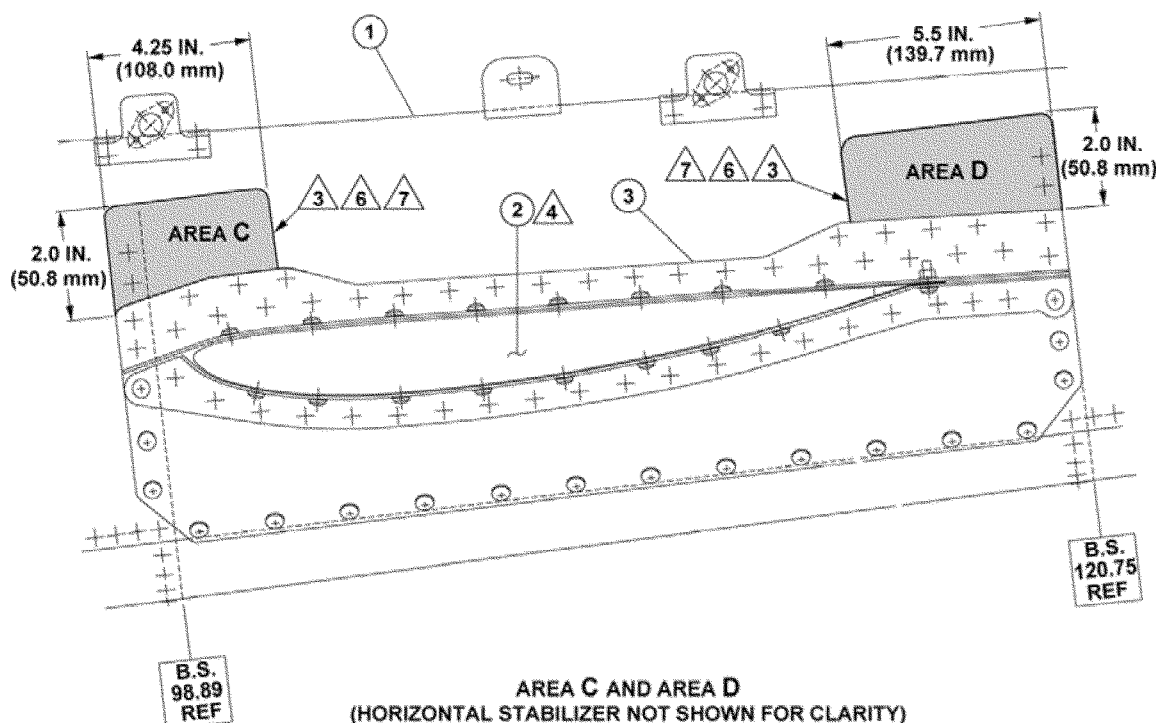 4.25 IN.
(108.0 mm)
1
5.5 IN.
(139.7 mm)
2.0 IN.
(50.8 mm)
AREA D
7 6 3
3 6 7
2 4
3
AREA C
2.0 IN.
(50.8 mm)
B.S.
120.75
REF
B.S.
98.89
REF
AREA C AND AREA D
(HORIZONTAL STABILIZER NOT SHOWN FOR CLARITY)